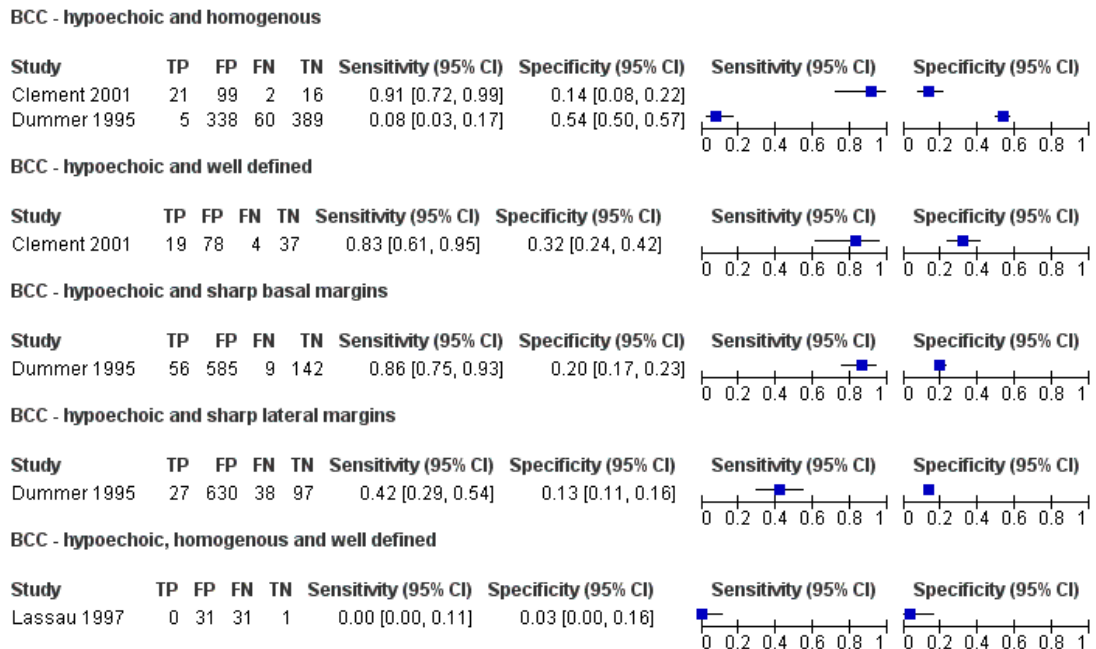 BCC - hypoechoic and homogenous
Study TP FP FN TN Sensitivity (95% CI) Specificity (95% CI) Sensitivity (95% CI) Specificity (95% CI)
Clement 2001 21 99 2 16 0.91 [0.72, 0.99] 0.14 [0.08, 0.22]
Dummer 1995 5 338 60 389 0.08 [0.03, 0.17] 0.54 [0.50, 0.57]
0 0.2 0.4 0.6 0.8 1 0 0.2 0.4 0.6 0.8 1
BCC - hypoechoic and well defined
Study TP FP FN TN Sensitivity (95% CI) Specificity (95% CI) Sensitivity (95% CI) Specificity (95% CI)
Clement 2001 19 78 4 37 0.83 [0.61, 0.95] 0.32 [0.24, 0.42]
0 0.2 0.4 0.6 0.8 1 0 0.2 0.4 0.6 0.8 1
BCC - hypoechoic and sharp basal margins
Study TP FP FN TN Sensitivity (95% CI) Specificity (95% CI) Sensitivity (95% CI) Specificity (95% CI)
Dummer 1995 56 585 9 142 0.86 [0.75, 0.93] 0.20 [0.17, 0.23]
0 0.2 0.4 0.6 0.8 1 0 0.2 0.4 0.6 0.8 1
BCC - hypoechoic and sharp lateral margins
Study TP FP FN TN Sensitivity (95% CI) Specificity (95% CI) Sensitivity (95% CI) Specificity (95% CI)
Dummer 1995 27 630 38 97 0.42 [0.29, 0.54] 0.13 [0.11, 0.16]
0 0.2 0.4 0.6 0.8 1 0 0.2 0.4 0.6 0.8 1
BCC - hypoechoic, homogenous and well defined
Study TP FP FN TN Sensitivity (95% CI) Specificity (95% CI) Sensitivity (95% CI) Specificity (95% CI)
Lassau 1997 0 31 31 1 0.00 [0.00, 0.11] 0.03 [0.00, 0.16]
0 0.2 0.4 0.6 0.8 1 0 0.2 0.4 0.6 0.8 1